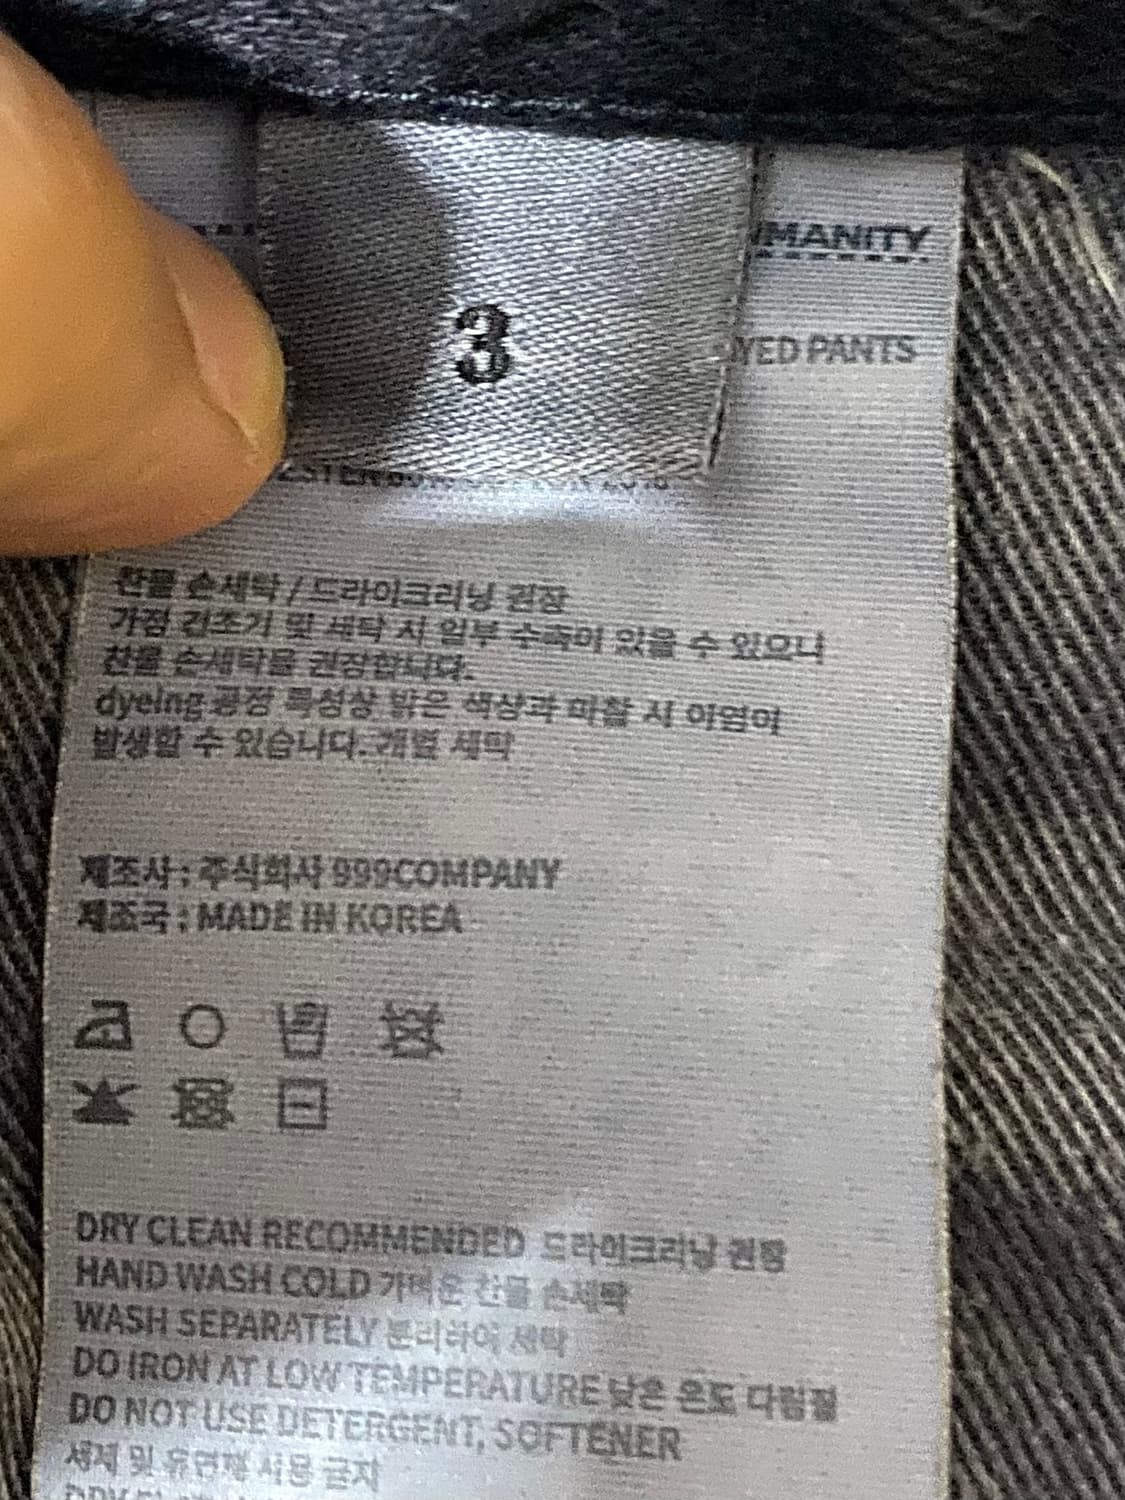 MANITY
3
YED PANTS
찬물 손세탁 / 드라이크리닝 권장
가정 건조기 및 세탁 시 일부 수축이 있을 수 있으니
찬물 손세탁을 권장합니다.
dyeing 공정 특성상 밝은 색상과 마찰 시 이염이
발생할 수 있습니다. 개별 세탁
제조사 : 주식회사 999COMPANY
제조국 : MADE IN KOREA
DRY CLEAN RECOMMENDED 드라이크리닝 권장
HAND WASH COLD 가벼운 찬물 손세탁
WASH SEPARATELY 분리하여 세탁
DO IRON AT LOW TEMPERATURE 낮은 온도 다림질
DO NOT USE DETERGENT, SOFTENER
세제 및 유연제 사용 금지